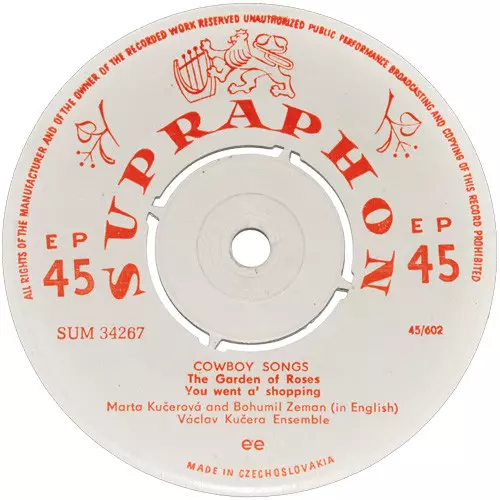 ALL RIGHTS OF THE MANUFACTURER AND OF THE OWNER OF THE RECORDED WORK RESERVED UNAUTHORIZED PUBLIC PERFORMANCE BROADCASTING AND COPYING OF THIS RECORD PROHIBITED
SUPRAPHON
EP
45
EP
45
SUM 34267
45/602
COWBOY SONGS
The Garden of Roses
You went a' shopping
Marta Kučerová and Bohumil Zeman (in English)
Václav Kučera Ensemble
e'e
MADE IN CZECHOSLOVAKIA